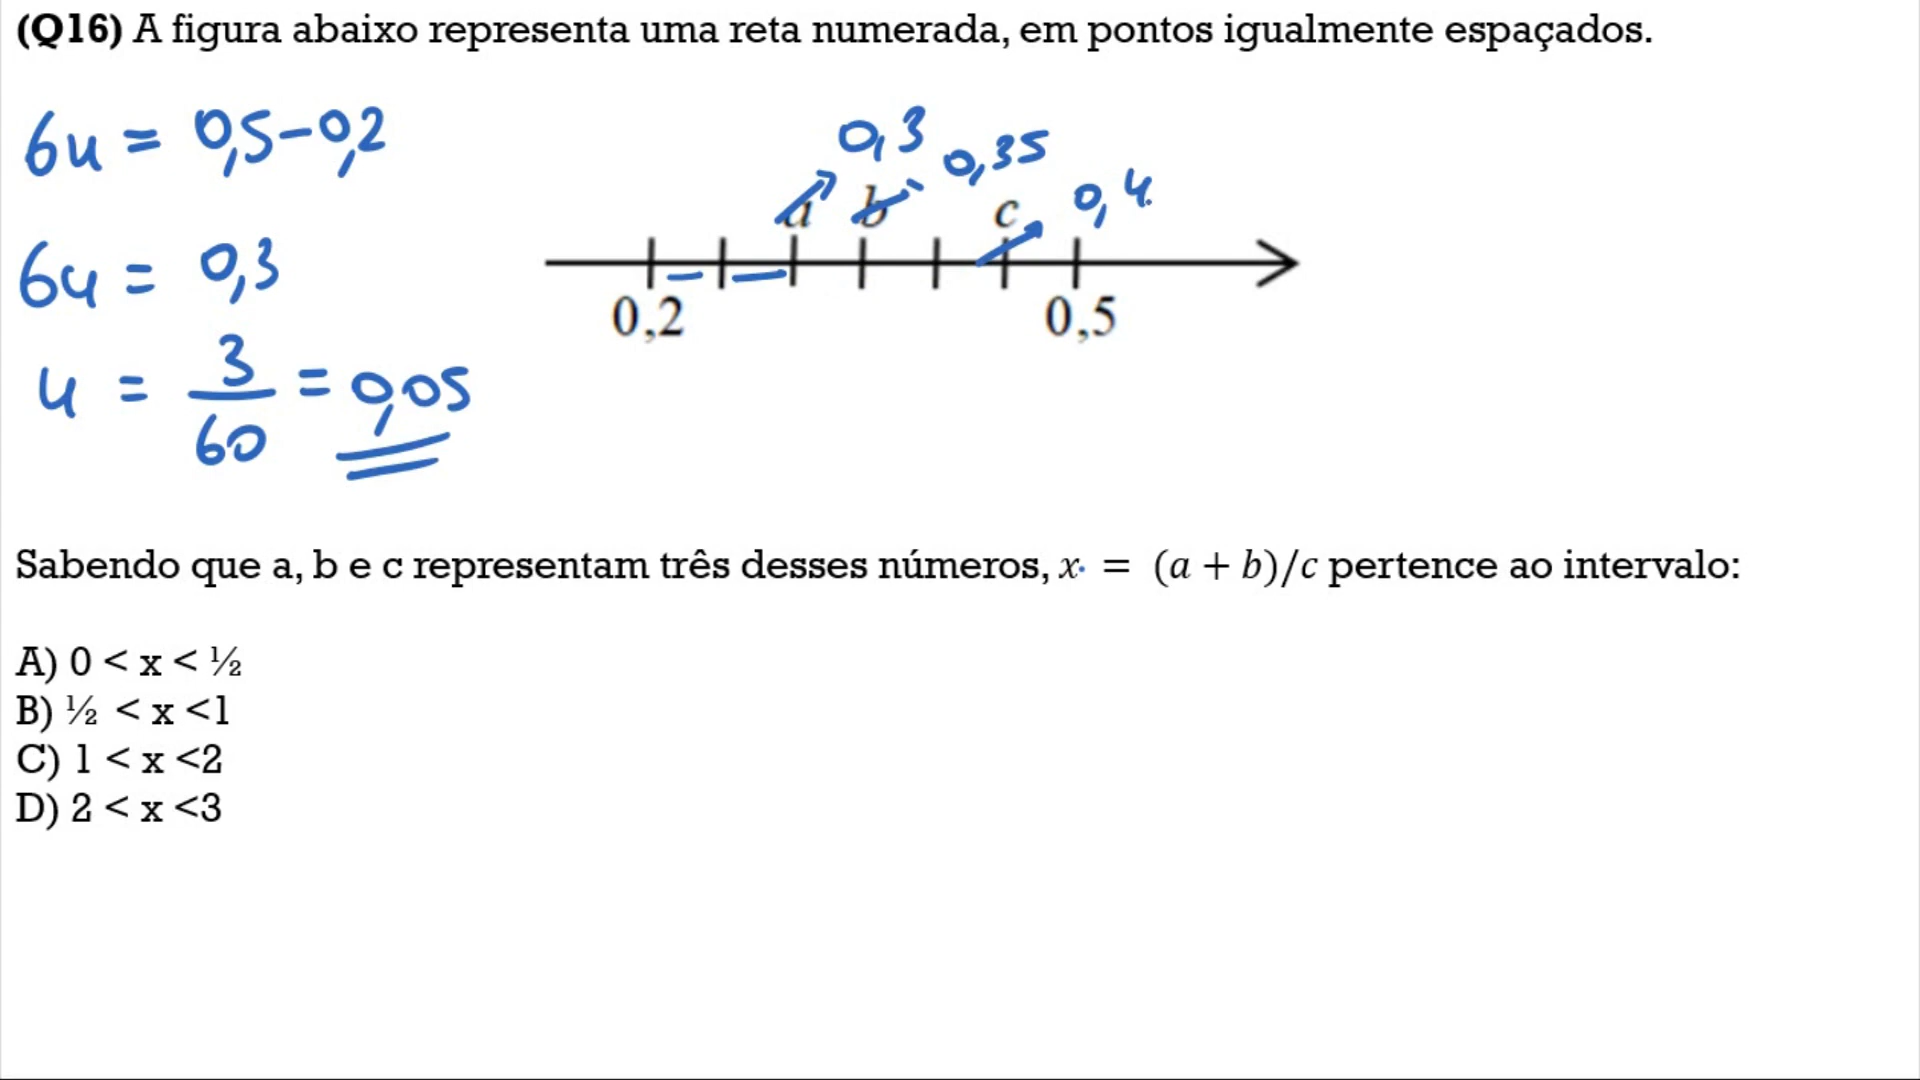 (Q16) A figura abaixo representa uma reta numerada, em pontos igualmente espaçados.
6u = 0,5-0,2
6u = 0,3
u = 3/60 = 0,05
0,3 0,35 0,4
a b c
0,2 0,5
Sabendo que a, b e c representam três desses números, x = (a + b)/c pertence ao intervalo:
A) 0 < x < ½
B) ½ < x <1
C) 1 < x <2
D) 2 < x <3